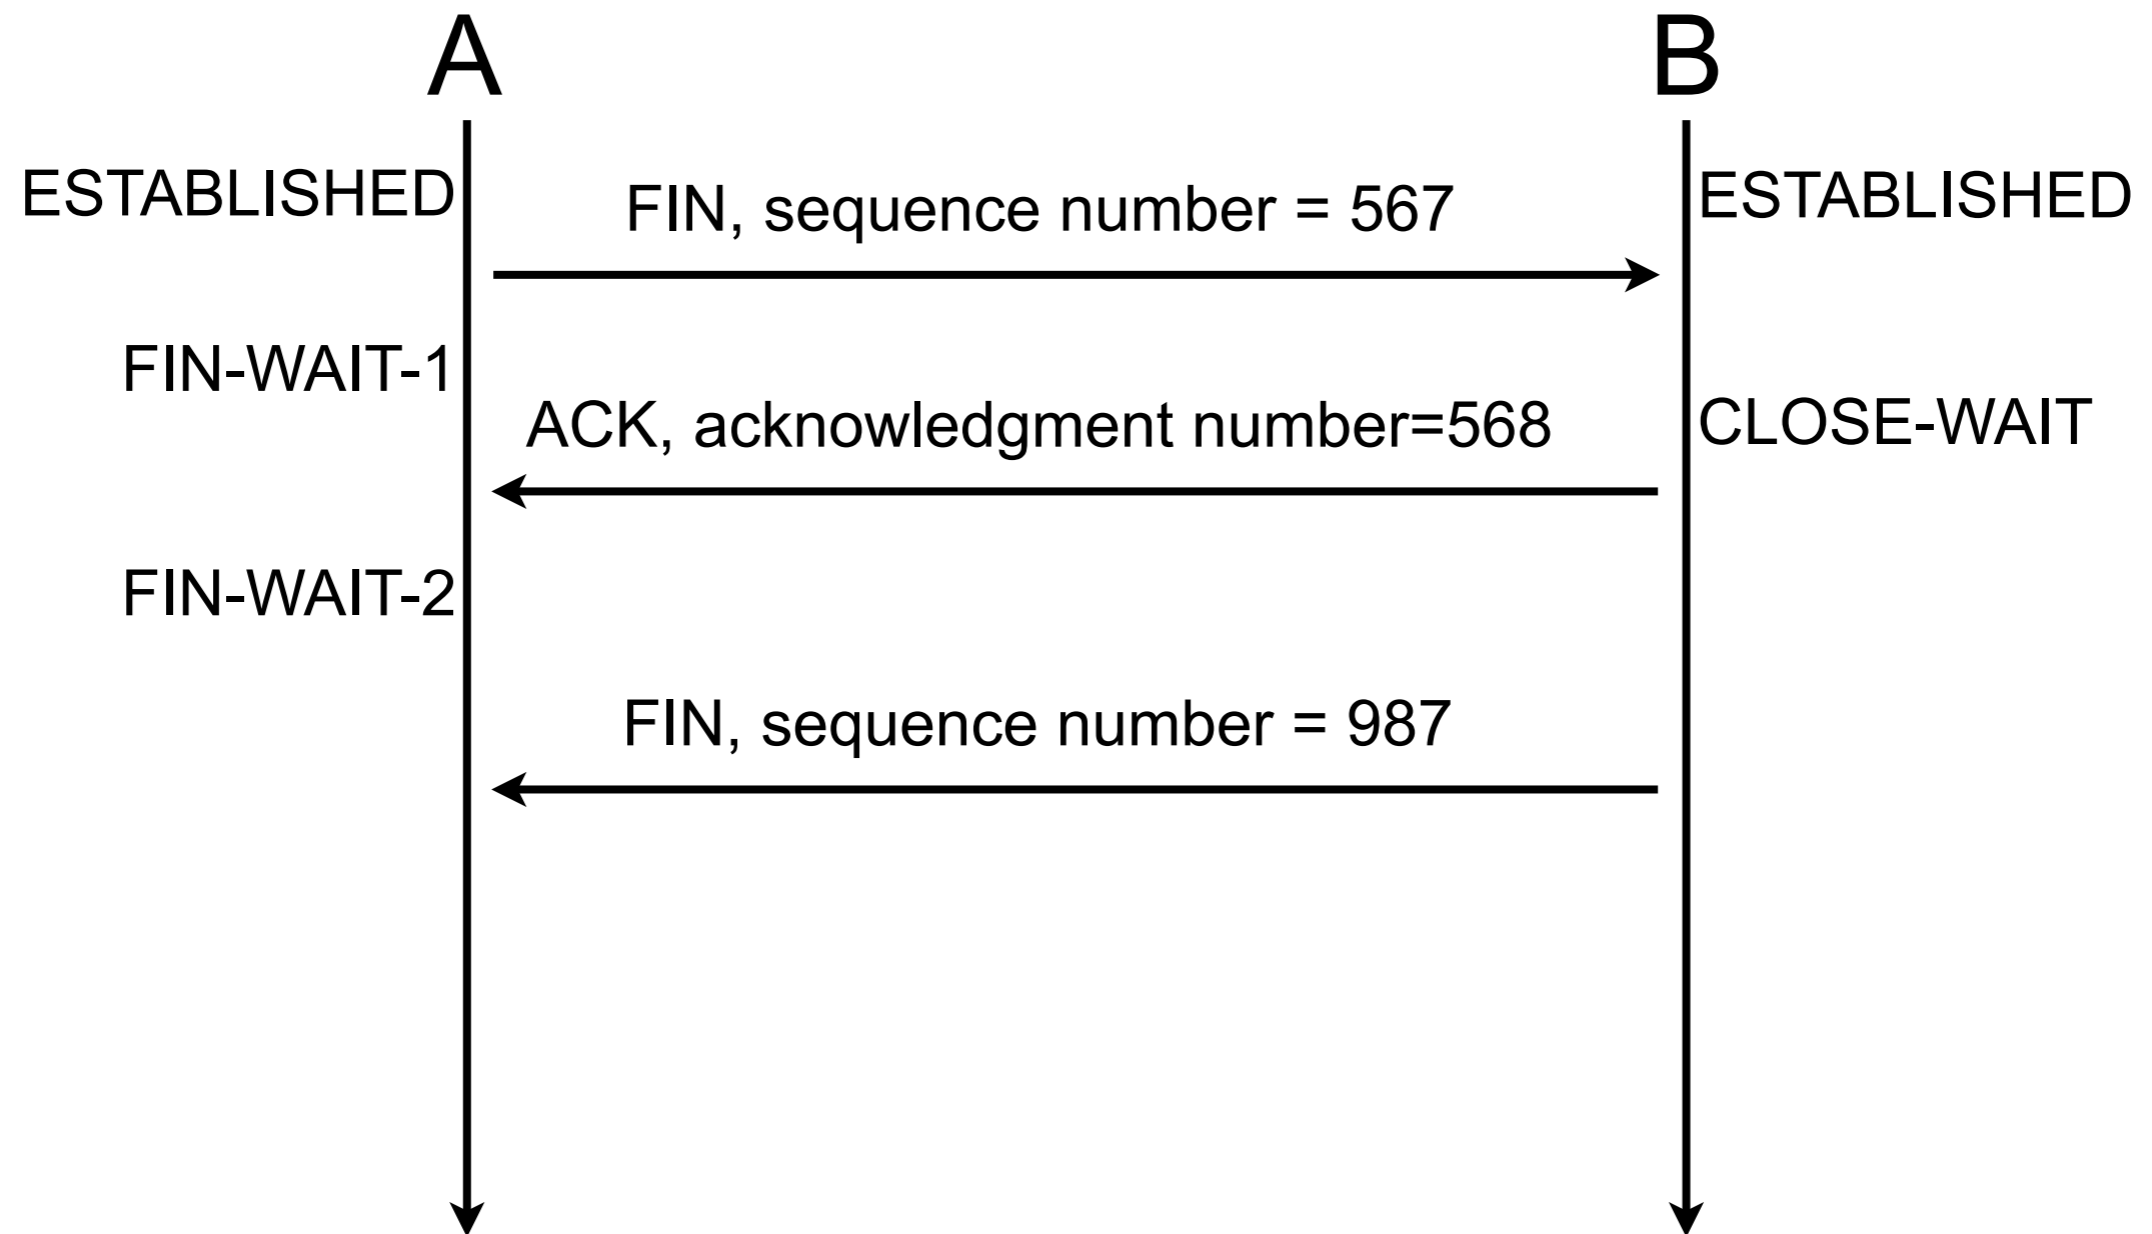 A
B
ESTABLISHED
FIN, sequence number = 567
ESTABLISHED
FIN-WAIT-1
ACK, acknowledgment number=568
CLOSE-WAIT
FIN-WAIT-2
FIN, sequence number = 987